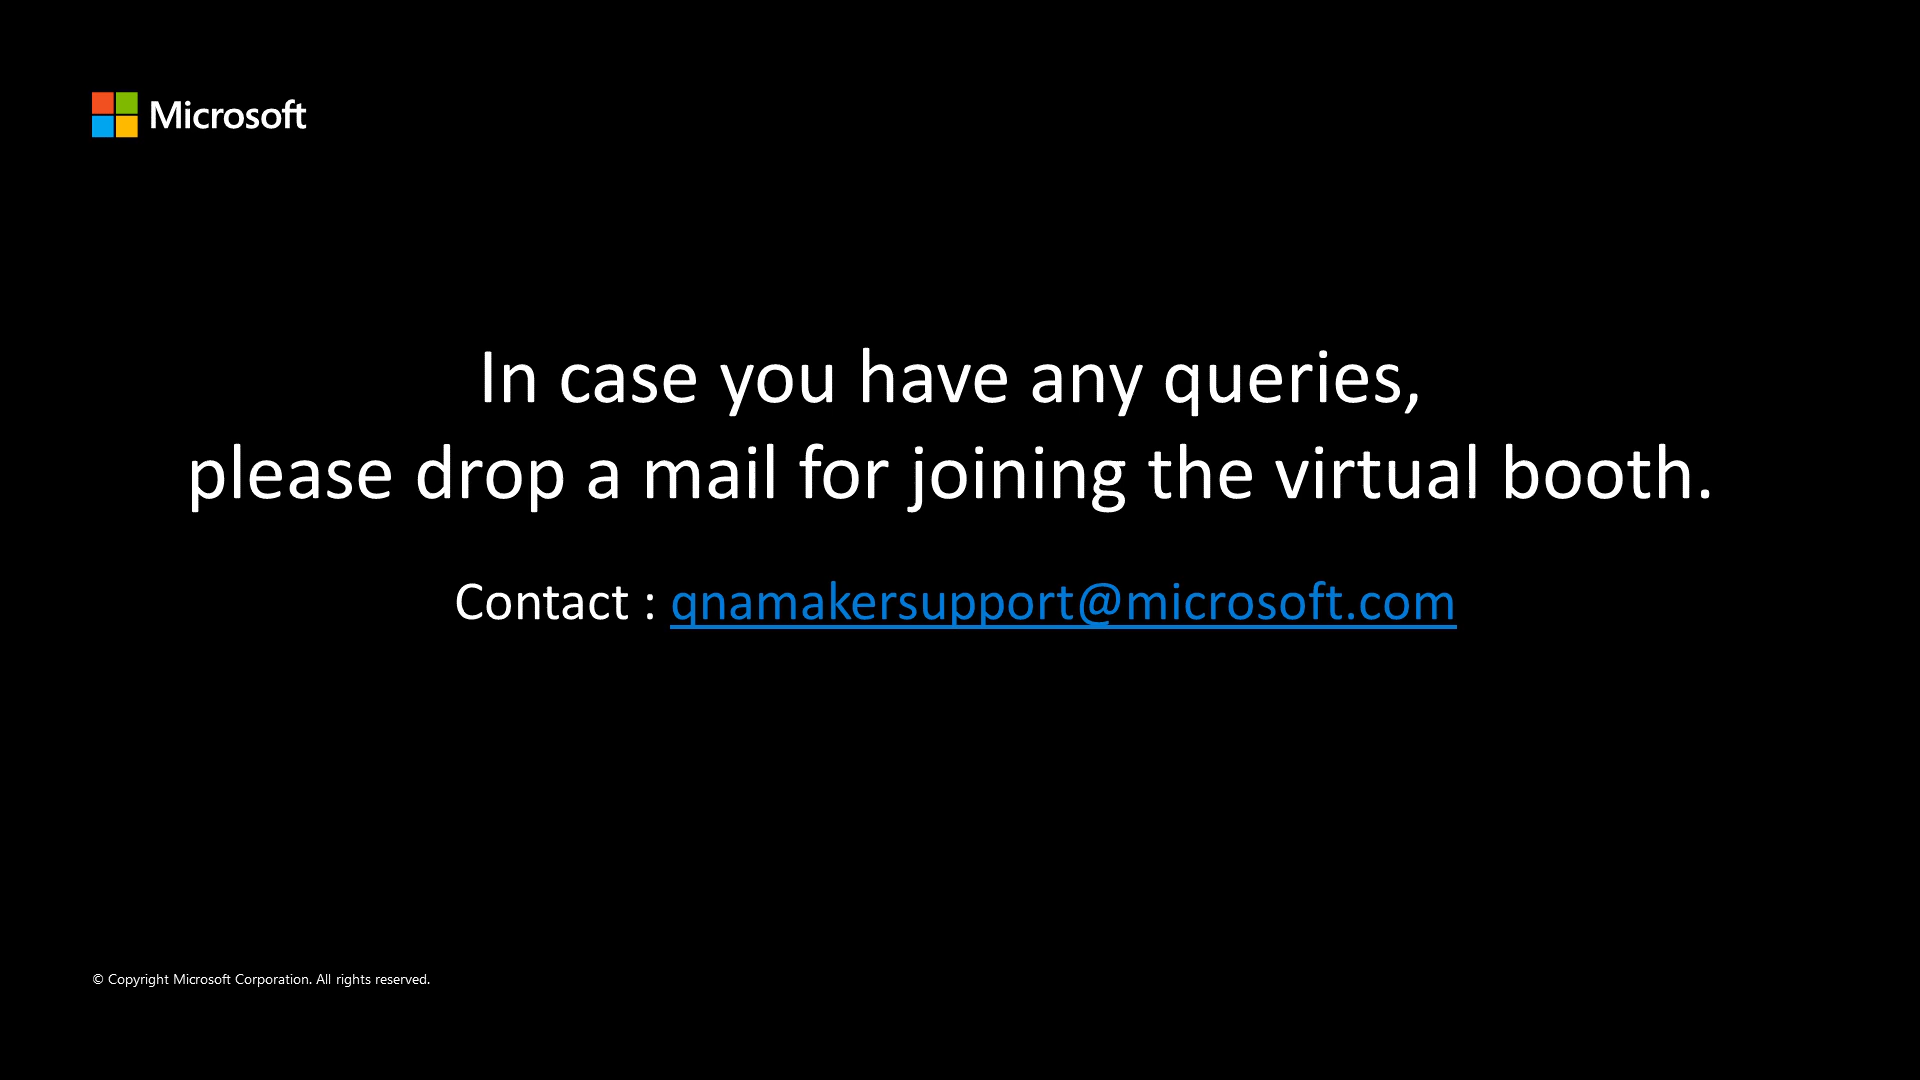 Microsoft
In case you have any queries,
please drop a mail for joining the virtual booth.
Contact : qnamakersupport@microsoft.com
© Copyright Microsoft Corporation. All rights reserved.